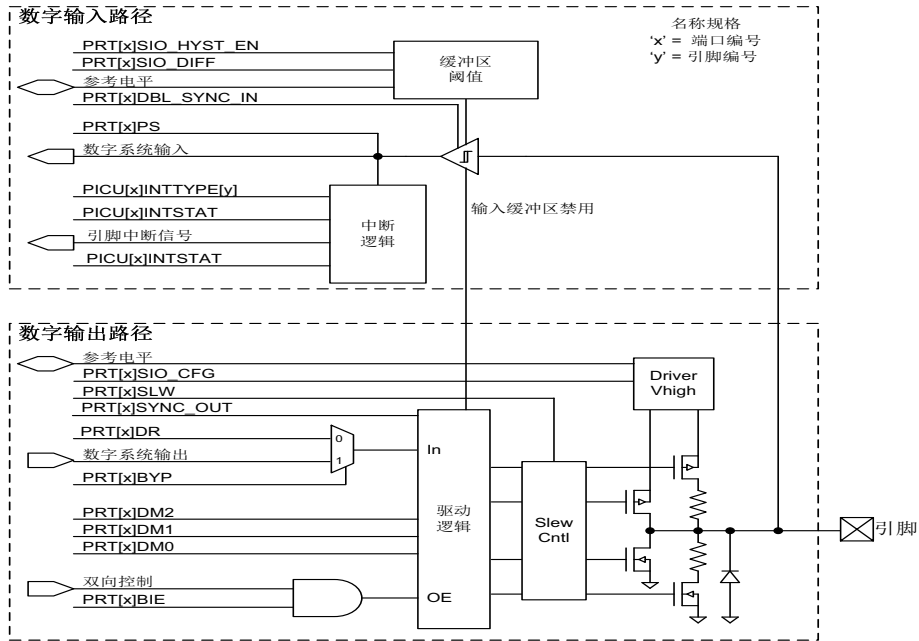 数字输入路径
名称规格
‘x’ = 端口编号
‘y’ = 引脚编号
PRT[x]SIO_HYST_EN
PRT[x]SIO_DIFF
参考电平
PRT[x]DBL_SYNC_IN
缓冲区
阈值
PRT[x]PS
数字系统输入
PICU[x]INTTYPE[y]
PICU[x]INTSTAT
引脚中断信号
PICU[x]INTSTAT
中断
逻辑
输入缓冲区禁用
数字输出路径
参考电平
PRT[x]SIO_CFG
PRT[x]SLW
PRT[x]SYNC_OUT
Driver
Vhigh
PRT[x]DR
数字系统输出
PRT[x]BYP
0
1
In
PRT[x]DM2
PRT[x]DM1
PRT[x]DM0
驱动
逻辑
Slew
Cntl
引脚
双向控制
PRT[x]BIE
OE